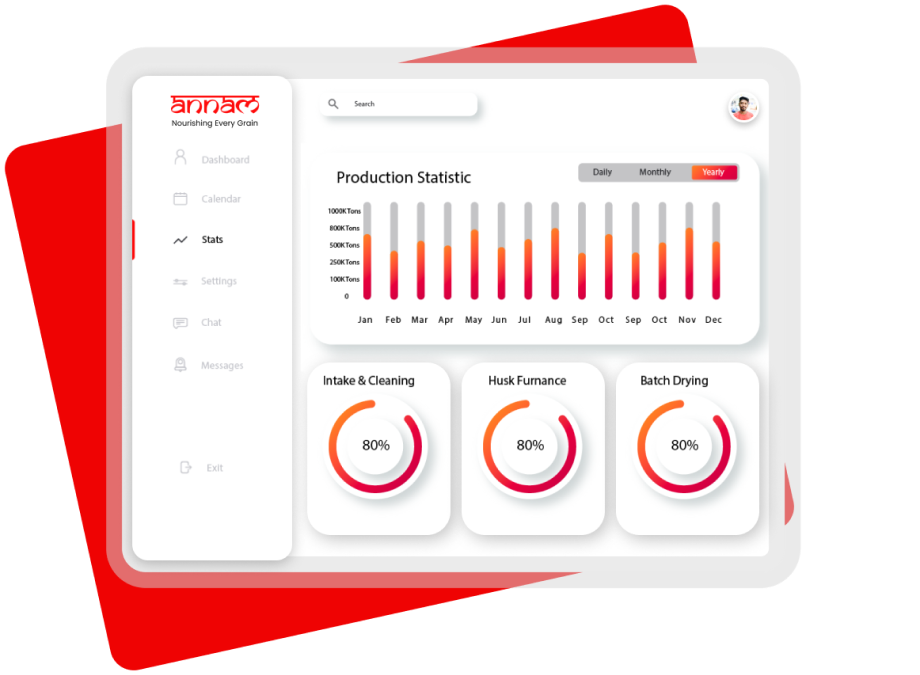 annam
Nourishing Every Grain
Dashboard
Calendar
Stats
Settings
Chat
Messages
Exit
Search
Production Statistic
Daily Monthly Yearly
1000KTons
800KTons
500KTons
250KTons
100KTons
0
Jan Feb Mar Apr May Jun Jul Aug Sep Oct Sep Oct Nov Dec
Intake & Cleaning
80%
Husk Furnance
80%
Batch Drying
80%